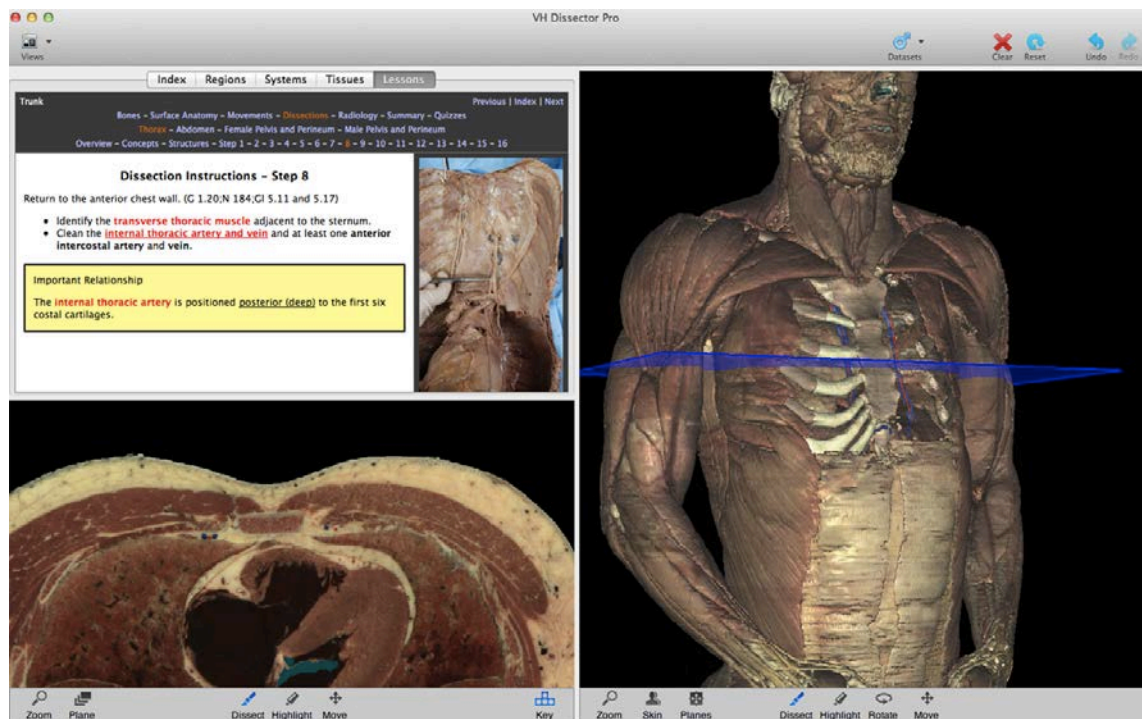 VH Dissector Pro
Views
Datasets
Clear
Reset
Undo
Redo
Index
Regions
Systems
Tissues
Lessons
Trunk
Previous | Index | Next
Bones - Surface Anatomy - Movements - Dissections - Radiology - Summary - Quizzes
Thorax - Abdomen - Female Pelvis and Perineum - Male Pelvis and Perineum
Overview - Concepts - Structures - Step 1 - 2 - 3 - 4 - 5 - 6 - 7 - 8 - 9 - 10 - 11 - 12 - 13 - 14 - 15 - 16
Dissection Instructions – Step 8
Return to the anterior chest wall. (G 1.20;N 184;Gl 5.11 and 5.17)
• Identify the transverse thoracic muscle adjacent to the sternum.
• Clean the internal thoracic artery and vein and at least one anterior
intercostal artery and vein.
Important Relationship
The internal thoracic artery is positioned posterior (deep) to the first six
costal cartilages.
Zoom
Plane
Dissect
Highlight
Move
Key
Zoom
Skin
Planes
Dissect
Highlight
Rotate
Move